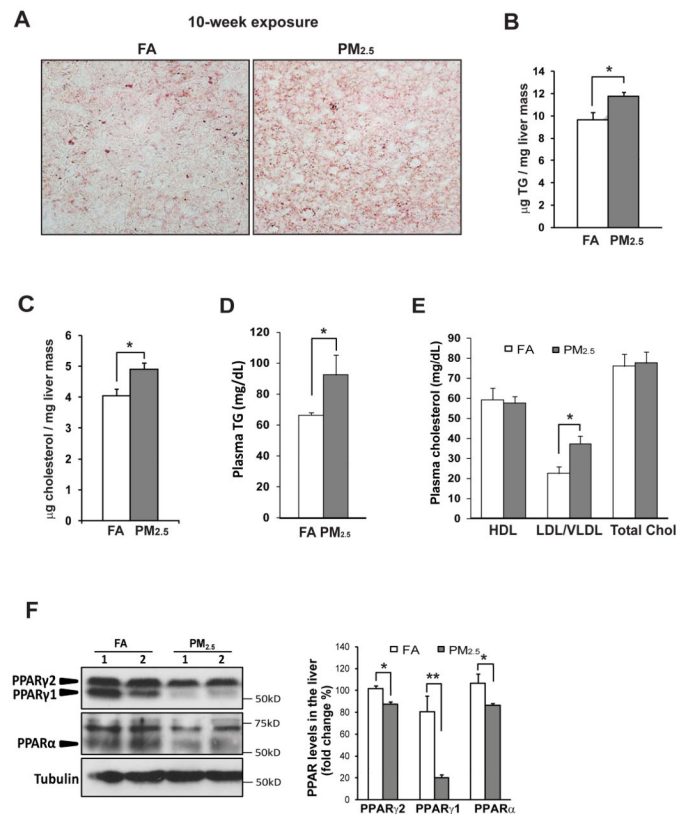 A
10-week exposure
FA
PM2.5
B
µg TG / mg liver mass
14
12
10
8
6
4
2
0
*
FA PM2.5
C
µg cholesterol / mg liver mass
6
5
4
3
2
1
0
*
FA PM2.5
D
Plasma TG (mg/dL)
120
100
80
60
40
20
0
*
FA PM2.5
E
Plasma cholesterol (mg/dL)
90
80
70
60
50
40
30
20
10
0
FA PM2.5
*
HDL LDL/VLDL Total Chol
F
FA PM2.5
1 2 1 2
PPARγ2
PPARγ1
50kD
75kD
PPARα
50kD
Tubulin
50kD
PPAR levels in the liver
(fold change %)
140
120
100
80
60
40
20
0
FA PM2.5
* ** *
PPARγ2 PPARγ1 PPARα